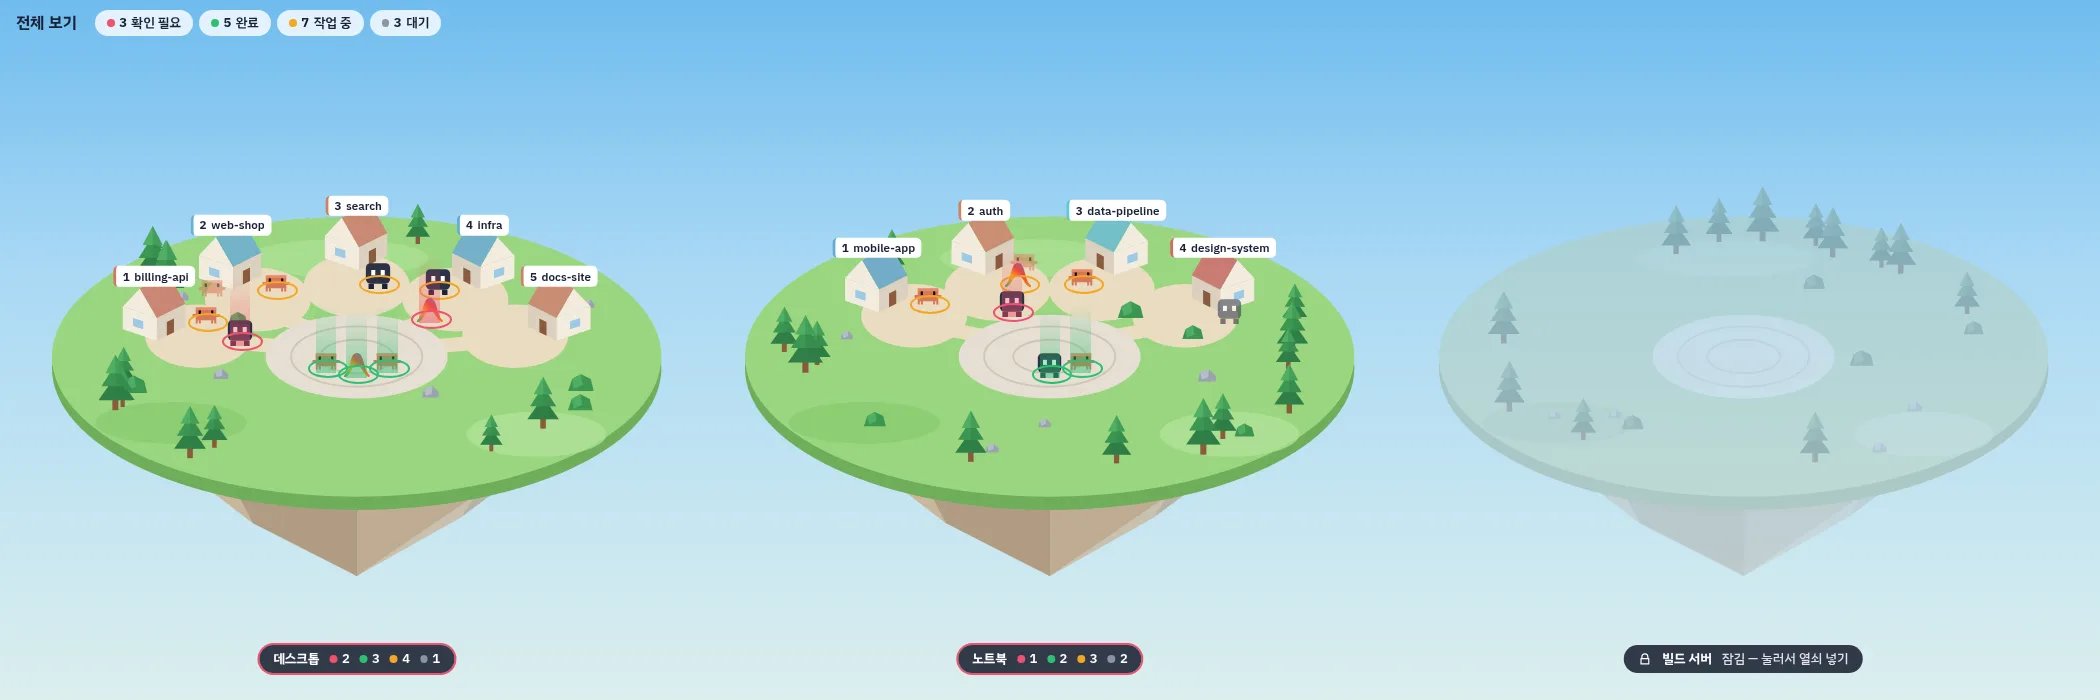 전체 보기
3 확인 필요
5 완료
7 작업 중
3 대기
3 search
2 web-shop
4 infra
1 billing-api
5 docs-site
2 auth
3 data-pipeline
1 mobile-app
4 design-system
데스크톱 2 3 4 1
노트북 1 2 3 2
빌드 서버 잠김 — 눌러서 열쇠 넣기